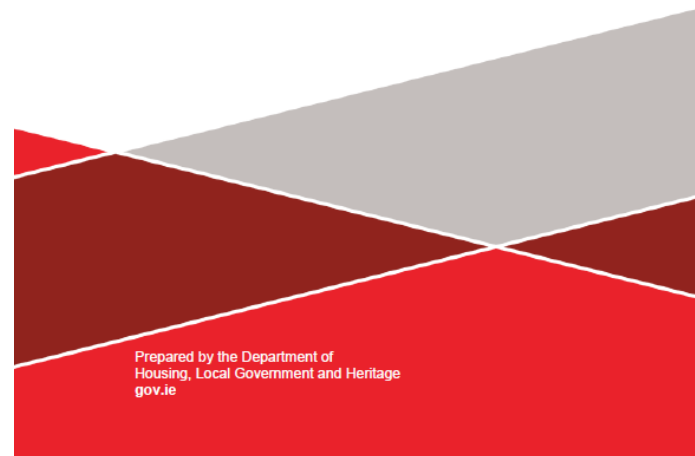 Prepared by the Department of
Housing, Local Government and Heritage
gov.ie